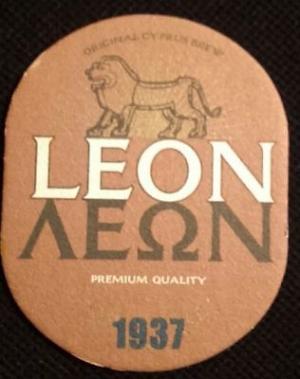 ORIGINAL CYPRUS BREW
LEON
ΛΕΩΝ
PREMIUM QUALITY
1937